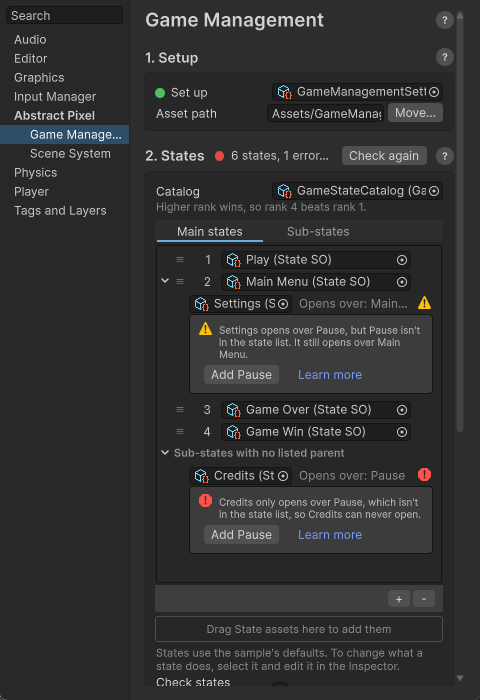 Search
Game Management
?
Audio
Editor
Graphics
Input Manager
Abstract Pixel
Game Manage...
Scene System
Physics
Player
Tags and Layers
1. Setup
?
Set up
GameManagementSett
Asset path
Assets/GameManag
Move...
2. States
6 states, 1 error...
Check again
?
Catalog
GameStateCatalog (Ga
Higher rank wins, so rank 4 beats rank 1.
Main states
Sub-states
1 Play (State SO)
2 Main Menu (State SO)
Settings (S
Opens over: Main...
Settings opens over Pause, but Pause isn't
in the state list. It still opens over Main
Menu.
Add Pause
Learn more
3 Game Over (State SO)
4 Game Win (State SO)
Sub-states with no listed parent
Credits (St
Opens over: Pause
Credits only opens over Pause, which isn't
in the state list, so Credits can never open.
Add Pause
Learn more
+ -
Drag State assets here to add them
States use the sample's defaults. To change what a
state does, select it and edit it in the Inspector.
Check states